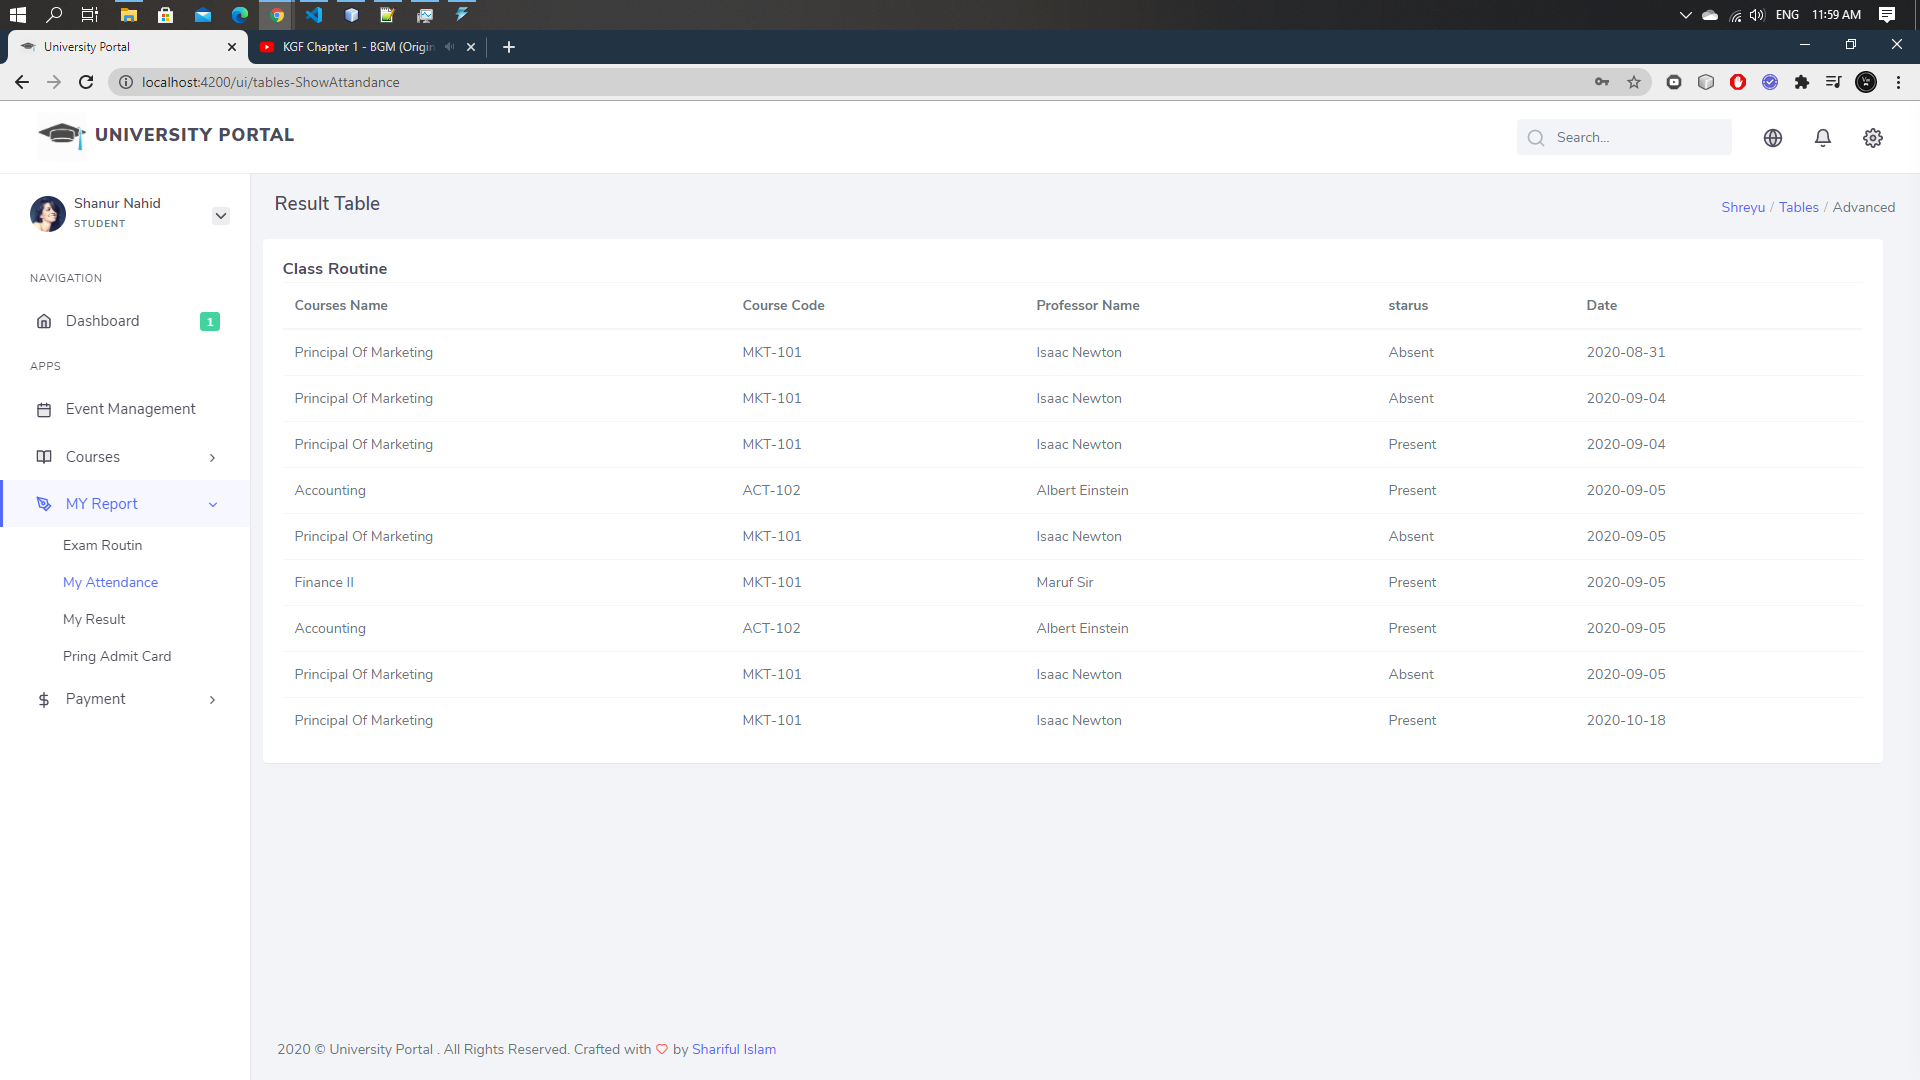 ENG 11:59 AM
University Portal
KGF Chapter 1 - BGM (Origin
localhost:4200/ui/tables-ShowAttandance
UNIVERSITY PORTAL
Search...
Shanur Nahid
STUDENT
Result Table
Shreyu / Tables / Advanced
NAVIGATION
Dashboard 1
APPS
Event Management
Courses
MY Report
Exam Routin
My Attendance
My Result
Pring Admit Card
Payment
Class Routine
Courses Name Course Code Professor Name starus Date
Principal Of Marketing MKT-101 Isaac Newton Absent 2020-08-31
Principal Of Marketing MKT-101 Isaac Newton Absent 2020-09-04
Principal Of Marketing MKT-101 Isaac Newton Present 2020-09-04
Accounting ACT-102 Albert Einstein Present 2020-09-05
Principal Of Marketing MKT-101 Isaac Newton Absent 2020-09-05
Finance II MKT-101 Maruf Sir Present 2020-09-05
Accounting ACT-102 Albert Einstein Present 2020-09-05
Principal Of Marketing MKT-101 Isaac Newton Absent 2020-09-05
Principal Of Marketing MKT-101 Isaac Newton Present 2020-10-18
2020 © University Portal . All Rights Reserved. Crafted with ♡ by Shariful Islam